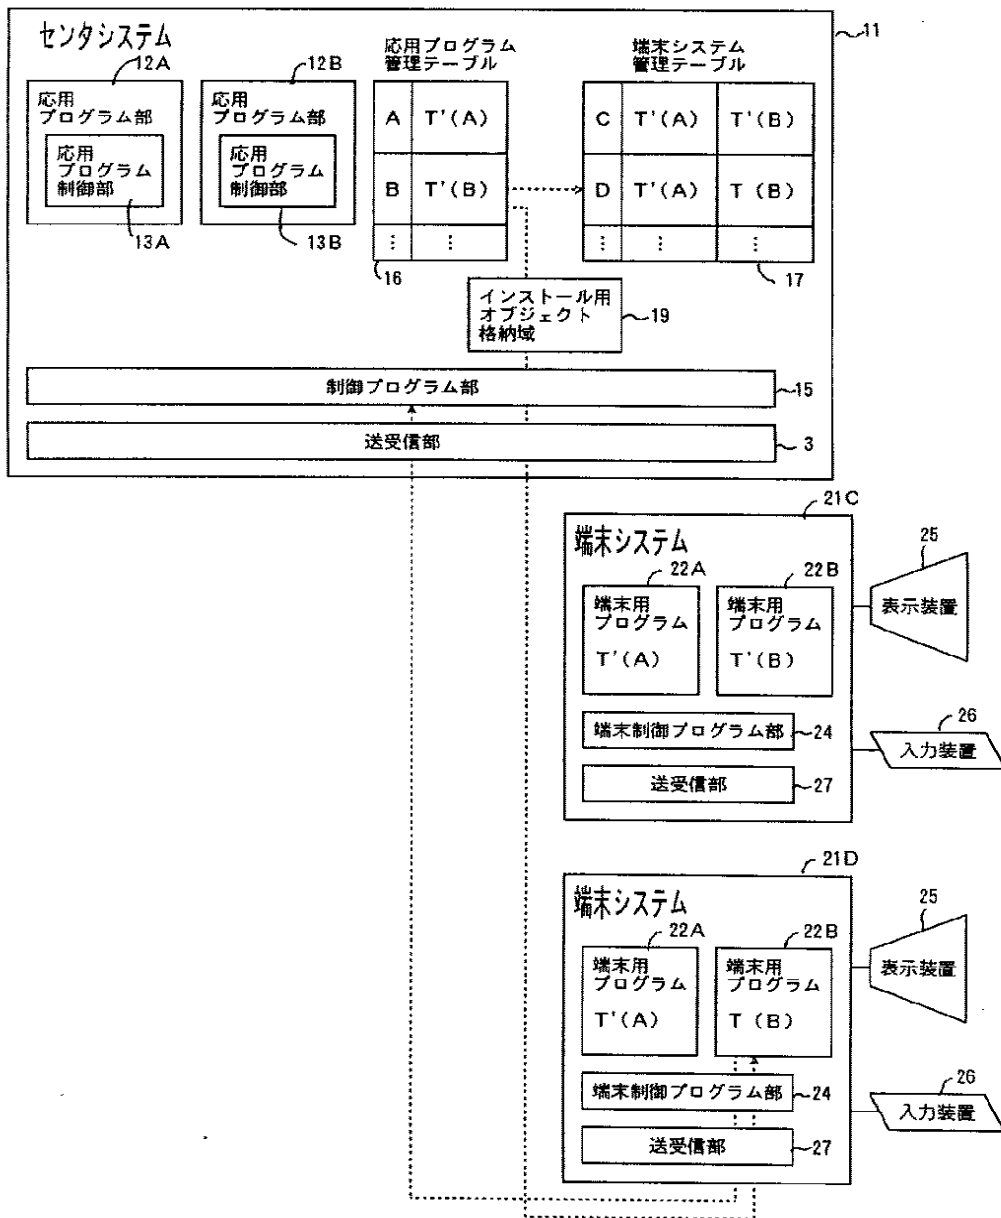 センタシステム
11
12A
応用
プログラム部
応用
プログラム
制御部
13A
12B
応用
プログラム部
応用
プログラム
制御部
13B
応用プログラム
管理テーブル
A T'(A)
B T'(B)
⋮ ⋮
16
端末システム
管理テーブル
C T'(A) T'(B)
D T'(A) T (B)
⋮ ⋮ ⋮
17
インストール用
オブジェクト
格納域
19
制御プログラム部
15
送受信部
3
21C
端末システム
22A
端末用
プログラム
T'(A)
22B
端末用
プログラム
T'(B)
端末制御プログラム部
24
送受信部
27
25
表示装置
26
入力装置
21D
端末システム
22A
端末用
プログラム
T'(A)
22B
端末用
プログラム
T (B)
端末制御プログラム部
24
送受信部
27
25
表示装置
26
入力装置